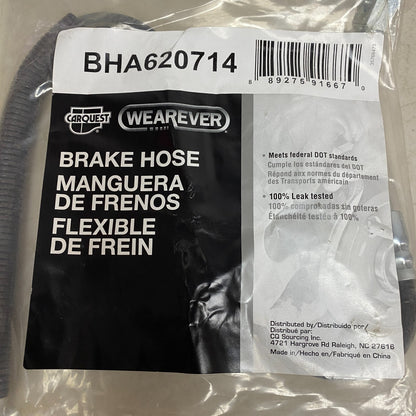 BHA620714
8 89275 91667 0
CARQUEST
WEAREVER
BRAKE HOSE
MANGUERA
DE FRENOS
FLEXIBLE
DE FREIN
• Meets federal DOT standards
Cumple los estándares del DOT
Répond aux normes du département
des Transports américain
• 100% Leak tested
100% comprobadas sin goteras
Étanchéité testée à 100%
Distributed by/Distribuido por/
Distribué par:
CQ Sourcing Inc.
4721 Hargrove Rd Raleigh, NC 27616
Made in/Hecho en/Fabriqué en China